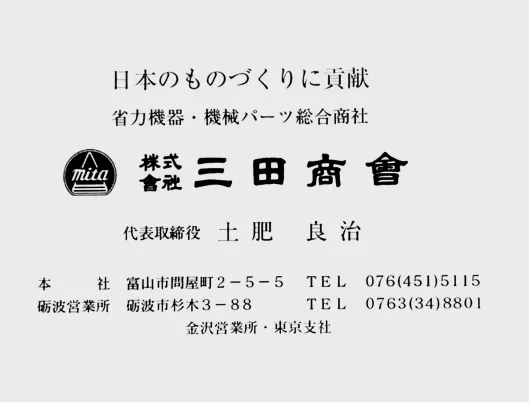 日本のものづくりに貢献
省力機器・機械パーツ総合商社
mita
株式會社 三田商會
代表取締役 土肥 良治
本 社 富山市問屋町2－5－5 TEL 076(451)5115
砺波営業所 砺波市杉木3－88 TEL 0763(34)8801
金沢営業所・東京支社